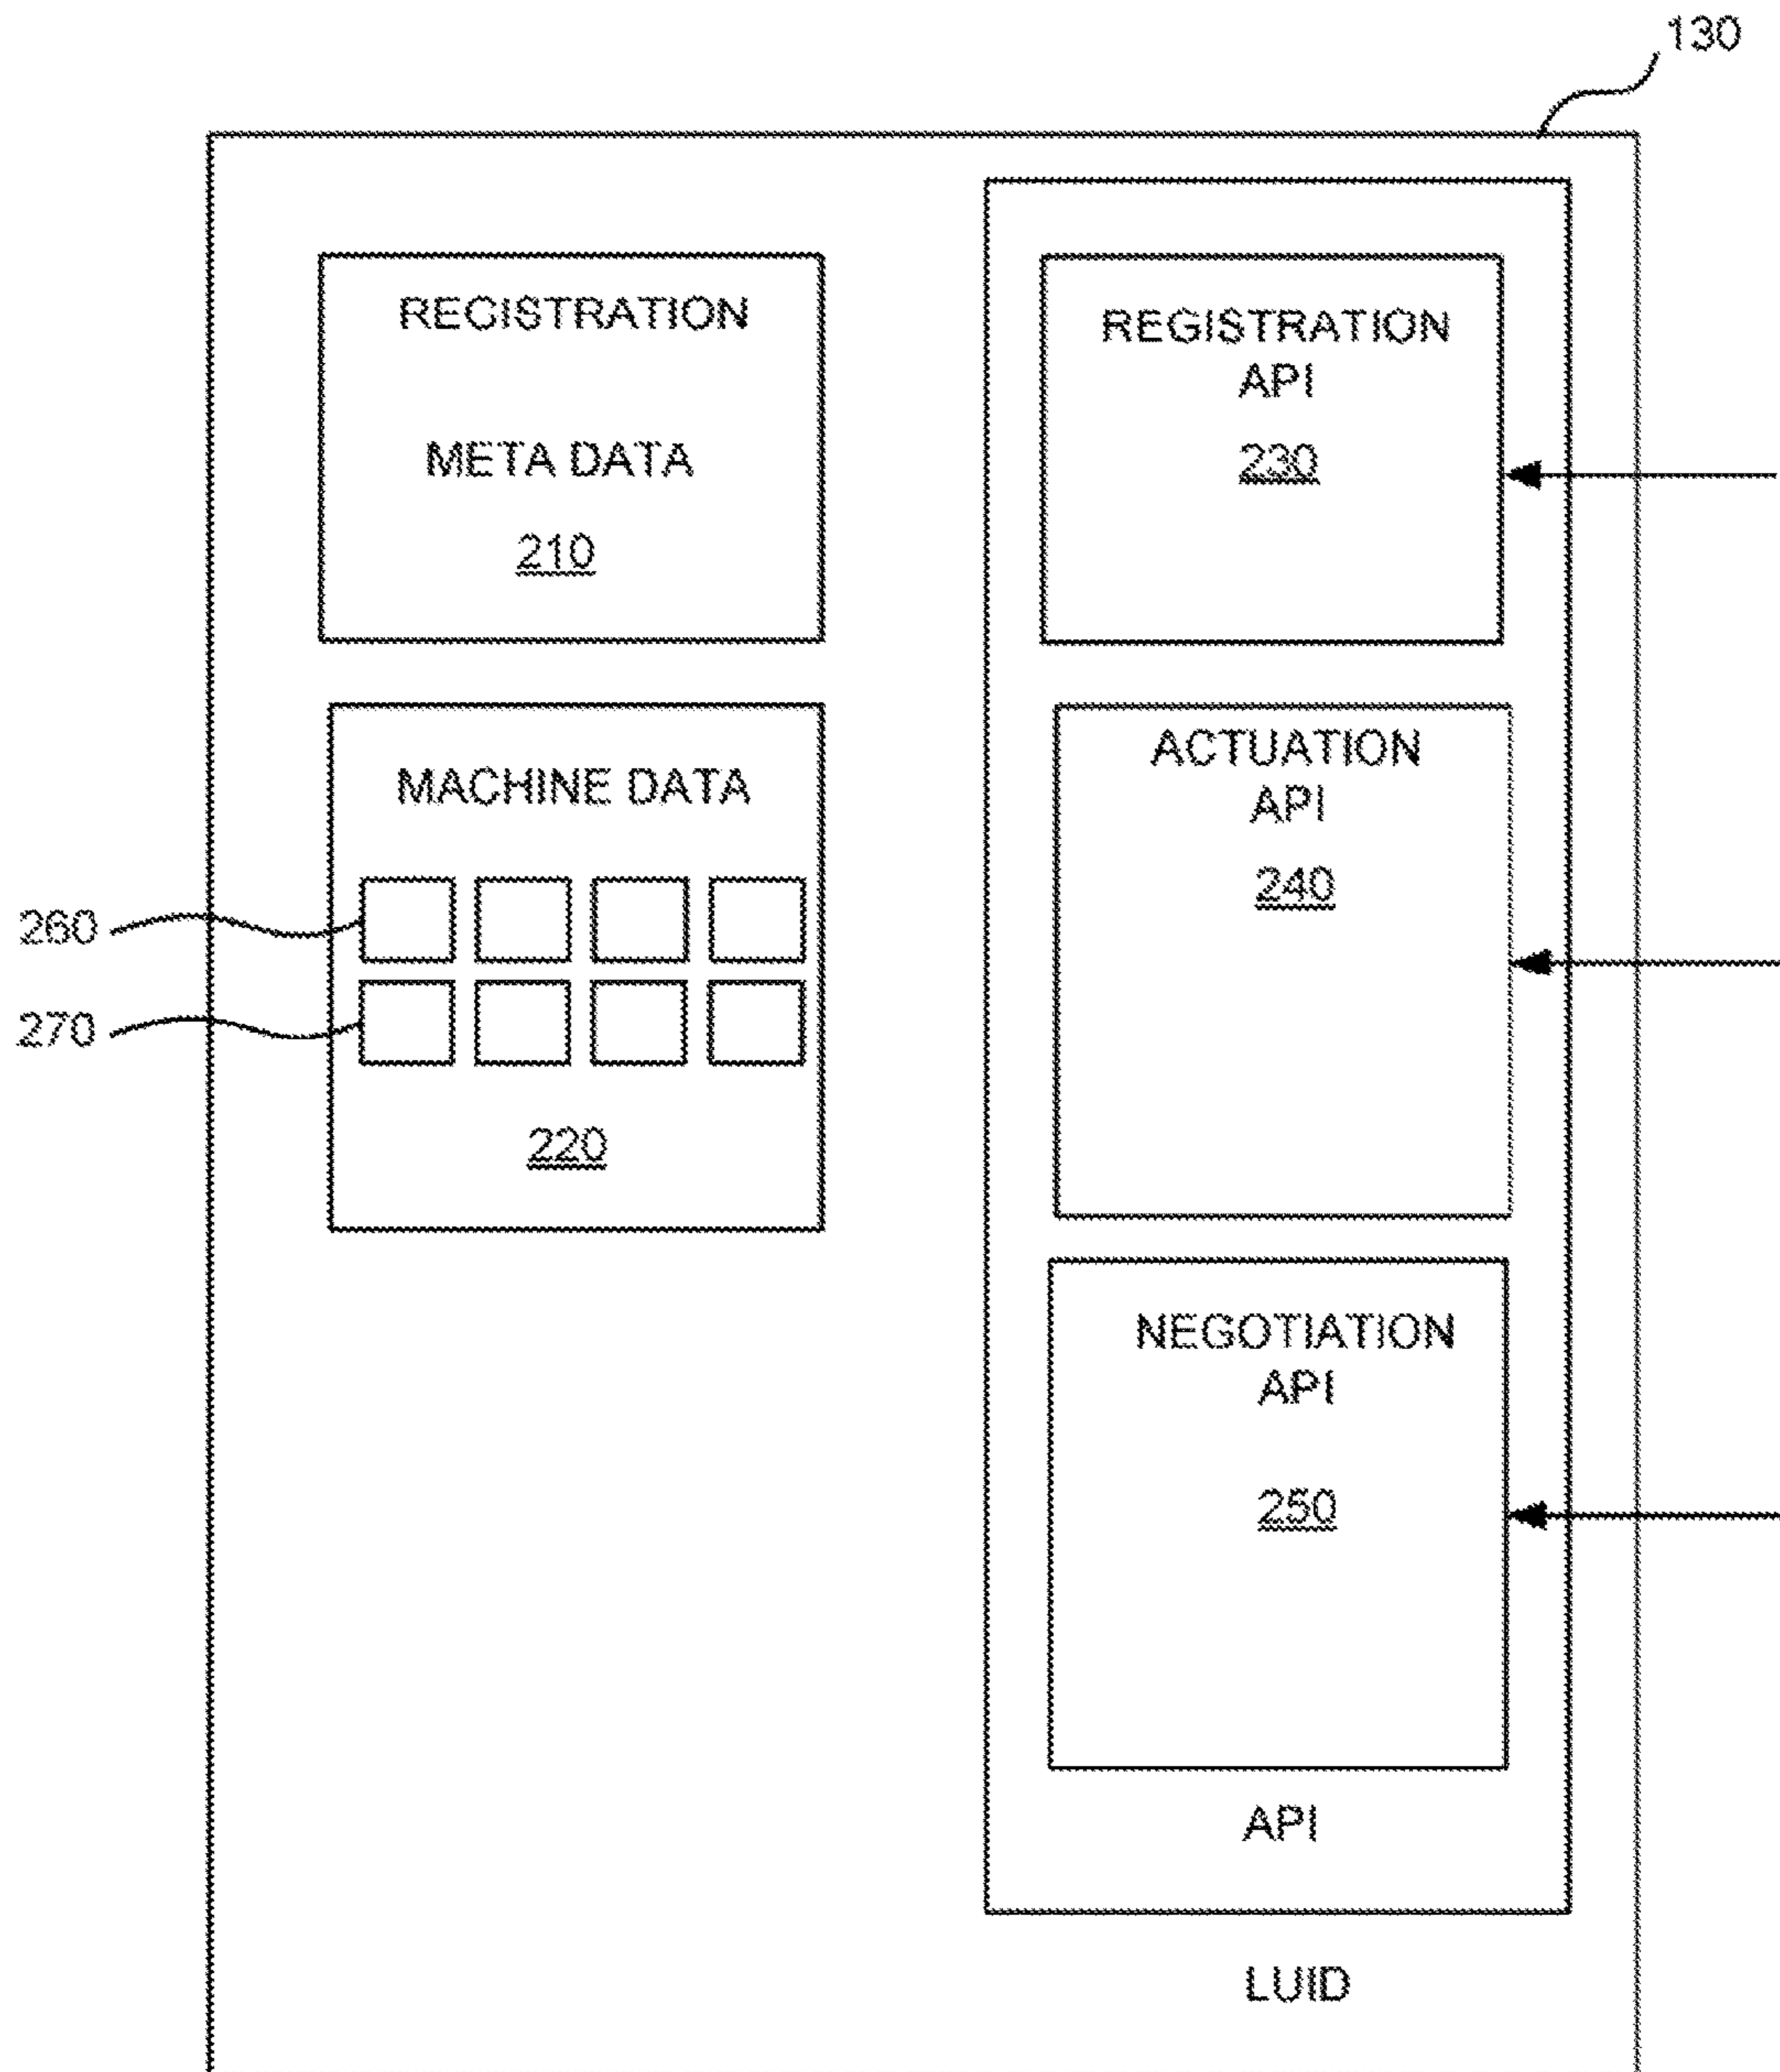 130
REGISTRATION
META DATA
210
REGISTRATION
API
230
MACHINE DATA
260
270
220
ACTUATION
API
240
NEGOTIATION
API
250
API
LUID